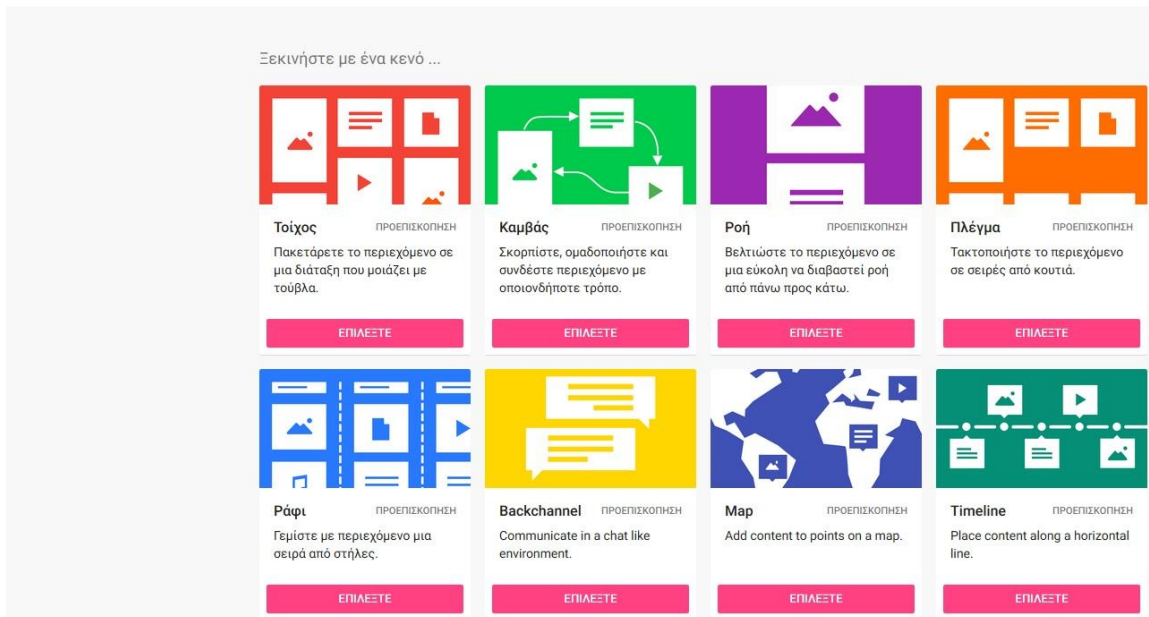 Ξεκινήστε με ένα κενό ...
Τοίχος ΠΡΟΕΠΙΣΚΟΠΗΣΗ
Πακετάρετε το περιεχόμενο σε
μια διάταξη που μοιάζει με
τούβλα.
ΕΠΙΛΕΞΤΕ
Καμβάς ΠΡΟΕΠΙΣΚΟΠΗΣΗ
Σκορπίστε, ομαδοποιήστε και
συνδέστε περιεχόμενο με
οποιονδήποτε τρόπο.
ΕΠΙΛΕΞΤΕ
Ροή ΠΡΟΕΠΙΣΚΟΠΗΣΗ
Βελτιώστε το περιεχόμενο σε
μια εύκολη να διαβαστεί ροή
από πάνω προς κάτω.
ΕΠΙΛΕΞΤΕ
Πλέγμα ΠΡΟΕΠΙΣΚΟΠΗΣΗ
Τακτοποιήστε το περιεχόμενο
σε σειρές από κουτιά.
ΕΠΙΛΕΞΤΕ
Ράφι ΠΡΟΕΠΙΣΚΟΠΗΣΗ
Γεμίστε με περιεχόμενο μια
σειρά από στήλες.
ΕΠΙΛΕΞΤΕ
Backchannel ΠΡΟΕΠΙΣΚΟΠΗΣΗ
Communicate in a chat like
environment.
ΕΠΙΛΕΞΤΕ
Map ΠΡΟΕΠΙΣΚΟΠΗΣΗ
Add content to points on a map.
ΕΠΙΛΕΞΤΕ
Timeline ΠΡΟΕΠΙΣΚΟΠΗΣΗ
Place content along a horizontal
line.
ΕΠΙΛΕΞΤΕ